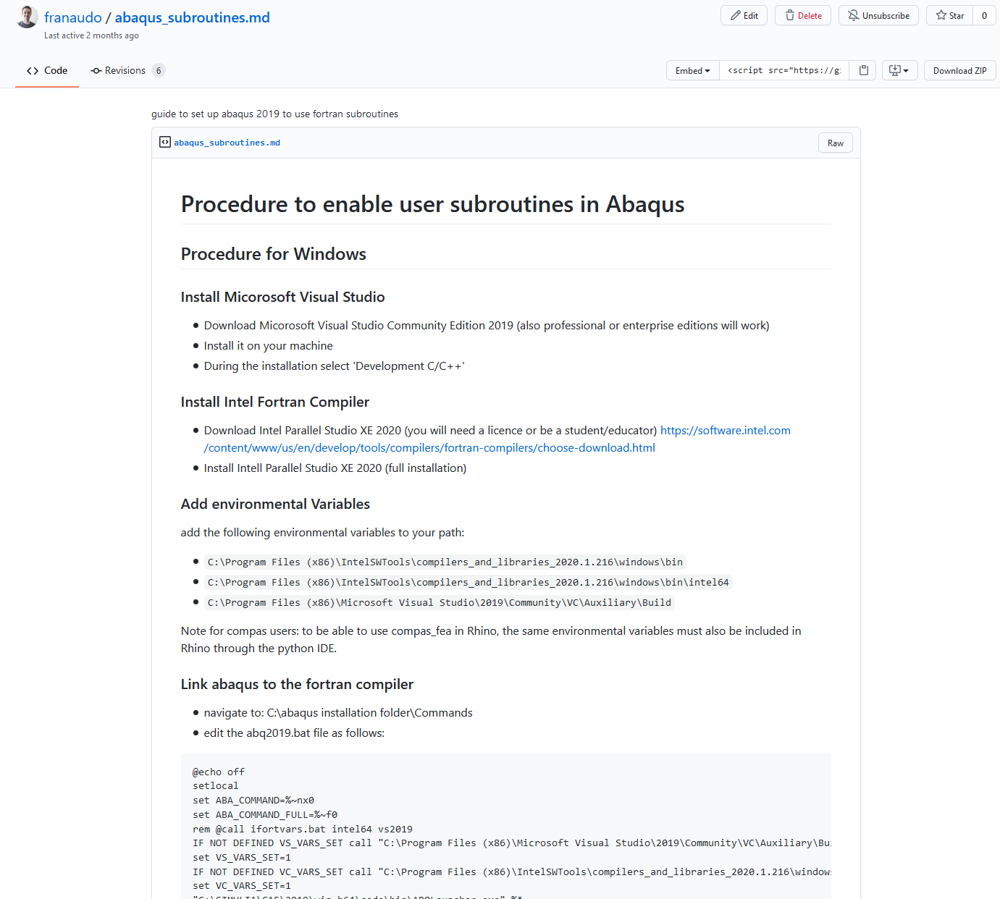 franaudo / abaqus_subroutines.md
Last active 2 months ago
Edit
Delete
Unsubscribe
Star
0
Code
Revisions 6
Embed
<script src="https://g
Download ZIP
guide to set up abaqus 2019 to use fortran subroutines
abaqus_subroutines.md
Raw
Procedure to enable user subroutines in Abaqus
Procedure for Windows
Install Micorosoft Visual Studio
Download Micorosoft Visual Studio Community Edition 2019 (also professional or enterprise editions will work)
Install it on your machine
During the installation select 'Development C/C++'
Install Intel Fortran Compiler
Download Intel Parallel Studio XE 2020 (you will need a licence or be a student/educator) https://software.intel.com
/content/www/us/en/develop/tools/compilers/fortran-compilers/choose-download.html
Install Intell Parallel Studio XE 2020 (full installation)
Add environmental Variables
add the following environmental variables to your path:
C:\Program Files (x86)\IntelSWTools\compilers_and_libraries_2020.1.216\windows\bin
C:\Program Files (x86)\IntelSWTools\compilers_and_libraries_2020.1.216\windows\bin\intel64
C:\Program Files (x86)\Microsoft Visual Studio\2019\Community\VC\Auxiliary\Build
Note for compas users: to be able to use compas_fea in Rhino, the same environmental variables must also be included in
Rhino through the python IDE.
Link abaqus to the fortran compiler
navigate to: C:\abaqus installation folder\Commands
edit the abq2019.bat file as follows:
@echo off
setlocal
set ABA_COMMAND=%~nx0
set ABA_COMMAND_FULL=%~f0
rem @call ifortvars.bat intel64 vs2019
IF NOT DEFINED VS_VARS_SET call "C:\Program Files (x86)\Microsoft Visual Studio\2019\Community\VC\Auxiliary\Bu
set VS_VARS_SET=1
IF NOT DEFINED VC_VARS_SET call "C:\Program Files (x86)\IntelSWTools\compilers_and_libraries_2020.1.216\window
set VC_VARS_SET=1